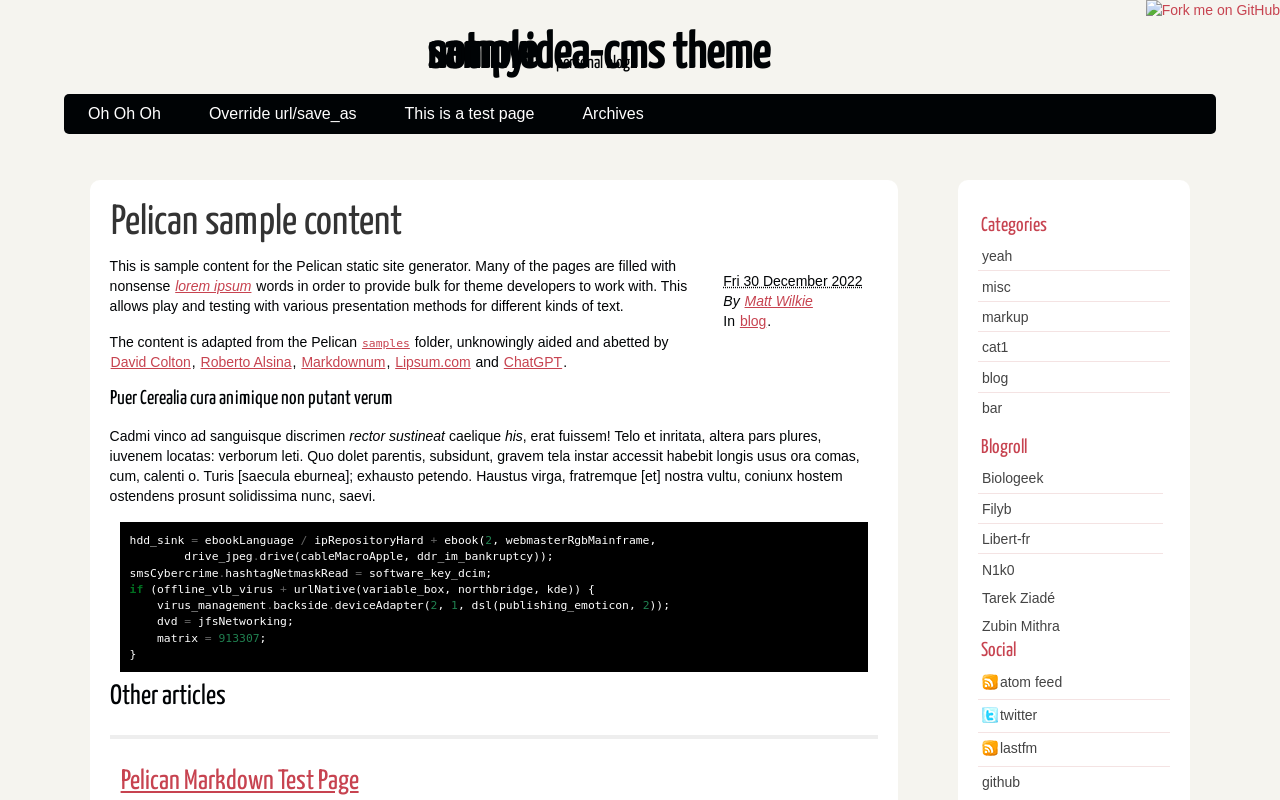 Fork me on GitHub
notmyidea-cms theme
personal blog
Oh Oh Oh
Override url/save_as
This is a test page
Archives
Pelican sample content
This is sample content for the Pelican static site generator. Many of the pages are filled with
nonsense lorem ipsum words in order to provide bulk for theme developers to work with. This
allows play and testing with various presentation methods for different kinds of text.
Fri 30 December 2022
By Matt Wilkie
In blog.
The content is adapted from the Pelican samples folder, unknowingly aided and abetted by
David Colton, Roberto Alsina, Markdownum, Lipsum.com and ChatGPT.
Puer Cerealia cura animique non putant verum
Cadmi vinco ad sanguisque discrimen rector sustineat caelique his, erat fuissem! Telo et inritata, altera pars plures,
iuvenem locatas: verborum leti. Quo dolet parentis, subsidunt, gravem tela instar accessit habebit longis usus ora comas,
cum, calenti o. Turis [saecula eburnea]; exhausto petendo. Haustus virga, fratremque [et] nostra vultu, coniunx hostem
ostendens prosunt solidissima nunc, saevi.
hdd_sink = ebookLanguage / ipRepositoryHard + ebook(2, webmasterRgbMainframe,
        drive_jpeg.drive(cableMacroApple, ddr_im_bankruptcy));
smsCybercrime.hashtagNetmaskRead = software_key_dcim;
if (offline_vlb_virus + urlNative(variable_box, northbridge, kde)) {
    virus_management.backside.deviceAdapter(2, 1, dsl(publishing_emoticon, 2));
    dvd = jfsNetworking;
    matrix = 913307;
}
Other articles
Pelican Markdown Test Page
Categories
yeah
misc
markup
cat1
blog
bar
Blogroll
Biologeek
Filyb
Libert-fr
N1k0
Tarek Ziadé
Zubin Mithra
Social
atom feed
twitter
lastfm
github